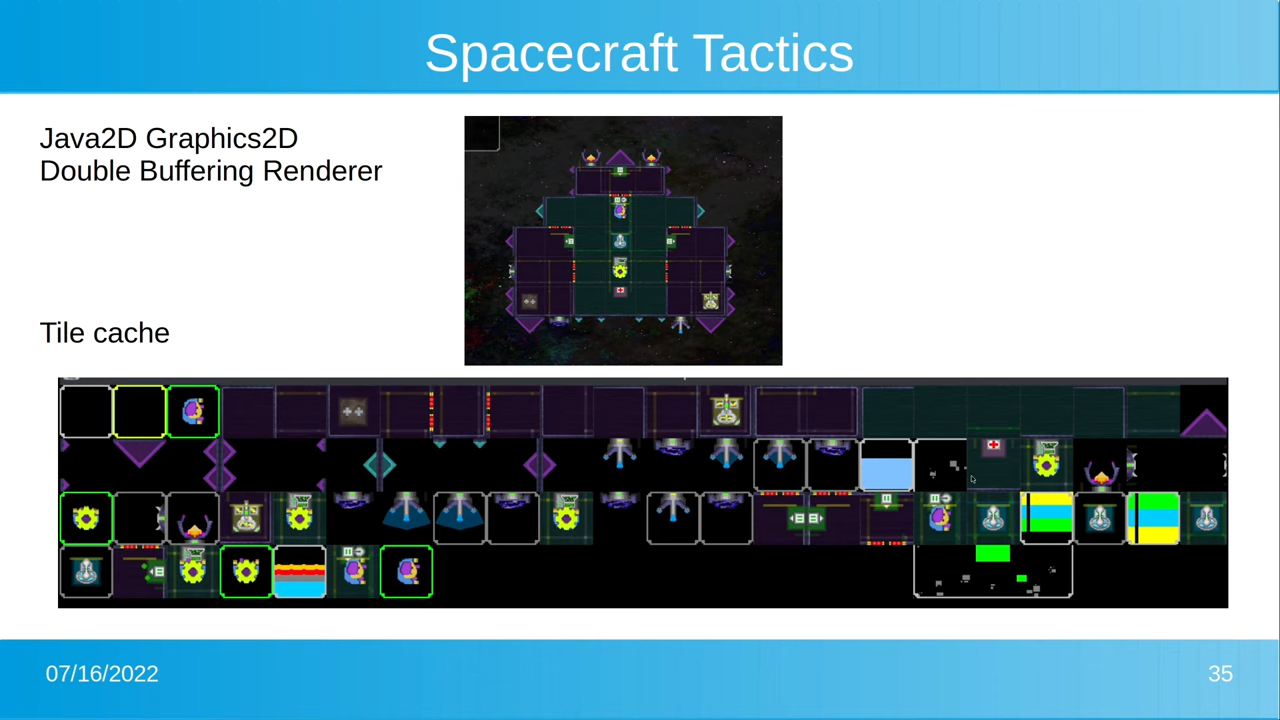 Spacecraft Tactics
Java2D Graphics2D
Double Buffering Renderer
Tile cache
07/16/2022
35